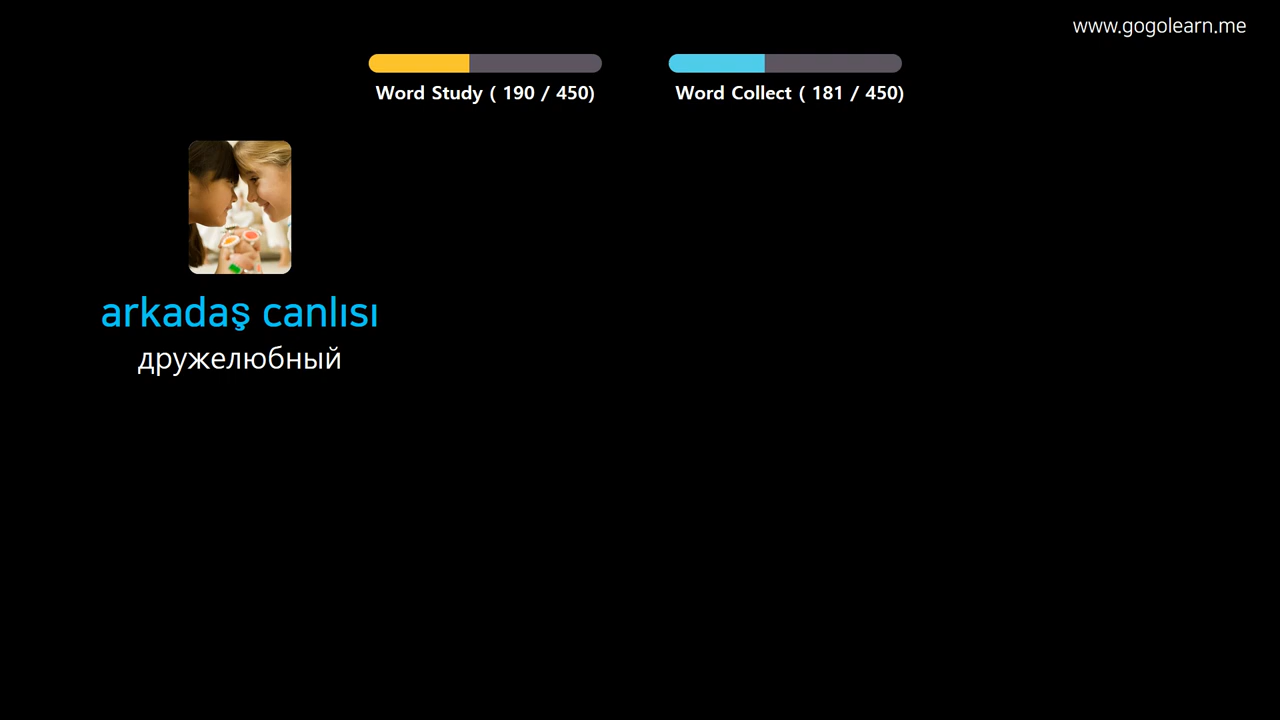 www.gogolearn.me
Word Study ( 190 / 450)
Word Collect ( 181 / 450)
arkadaş canlısı
дружелюбный